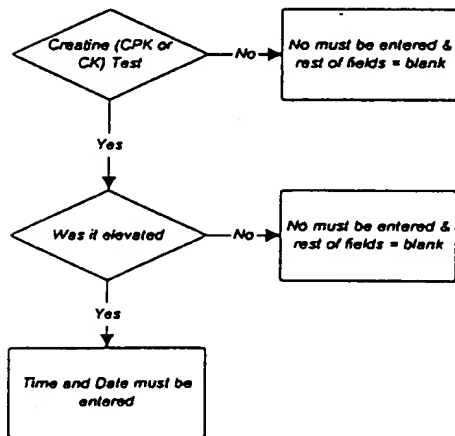 Creatine (CPK or
CK) Test
No
No must be entered &
rest of fields = blank
Yes
Was it elevated
No
No must be entered &
rest of fields = blank
Yes
Time and Date must be
entered